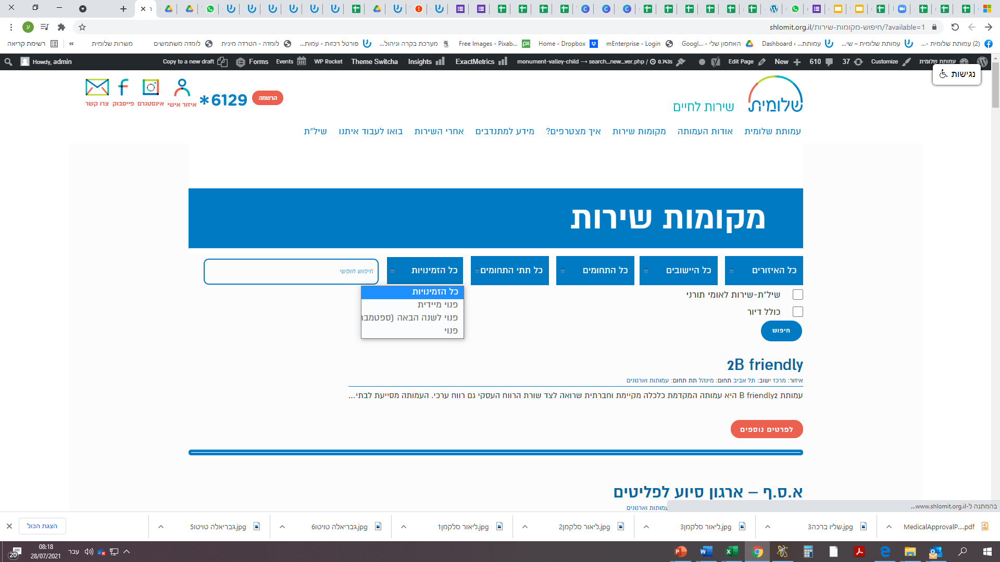 shlomit.org.il/חיפוש-מקומות-שירות/?available=1
(2) עמותת שלומית -...
עמותת שלומית – שי...
Dashboard ‹ עמותת...
האחסון שלי - Googl...
mEnterprise - Login
Home - Dropbox
Free Images - Pixab...
מערכת בקרה וניהול...
פורטל רכזות - עמות...
לומדה - הטרדה מינית
לומדה משתמשים
משרות שלומית
»
רשימת קריאה
עמותת שלומית
Customize
37
610
New
Edit Page
monument-valley-child → search_new_ver.php / 0.743s
ExactMetrics
Insights
Theme Switcha
WP Rocket
Events
Forms
Copy to a new draft
Howdy, admin
נגישות
שלומית
שירות לחיים
הרשמה
*6129
איזור אישי
אינסטגרם
פייסבוק
צרו קשר
עמותת שלומית
אודות העמותה
מקומות שירות
איך מצטרפים?
מידע למתנדבים
אחרי השירות
בואו לעבוד איתנו
שיל"ת
מקומות שירות
כל האיזורים
כל היישובים
כל התחומים
כל תתי התחומים
כל הזמינויות
חיפוש חופשי
כל הזמינויות
פנוי מיידית
פנוי לשנה הבאה (ספטמבר
פנוי
שיל"ת-שירות לאומי תורני
כולל דיור
חיפוש
2B friendly
איזור: מרכז ישוב: תל אביב תחום: מינהל תת תחום: עמותות וארגונים
עמותת B friendly2 היא עמותה המקדמת כלכלה מקיימת וחברתית שרואה לצד שורת הרווח העסקי גם רווח ערכי. העמותה מסייעת לבתי...
לפרטים נוספים
א.ס.ף – ארגון סיוע לפליטים
עמותות וארגונים
בהמתנה ל-www.shlomit.org.il...
MedicalApprovalP....pdf
שליו ברכה3.jpg
ליאור סלקמן3.jpg
ליאור סלקמן2.jpg
ליאור סלקמן1.jpg
גבריאלה טויטו6.jpg
גבריאלה טויטו5.jpg
הצגת הכול
עבר
08:18
28/07/2021
20